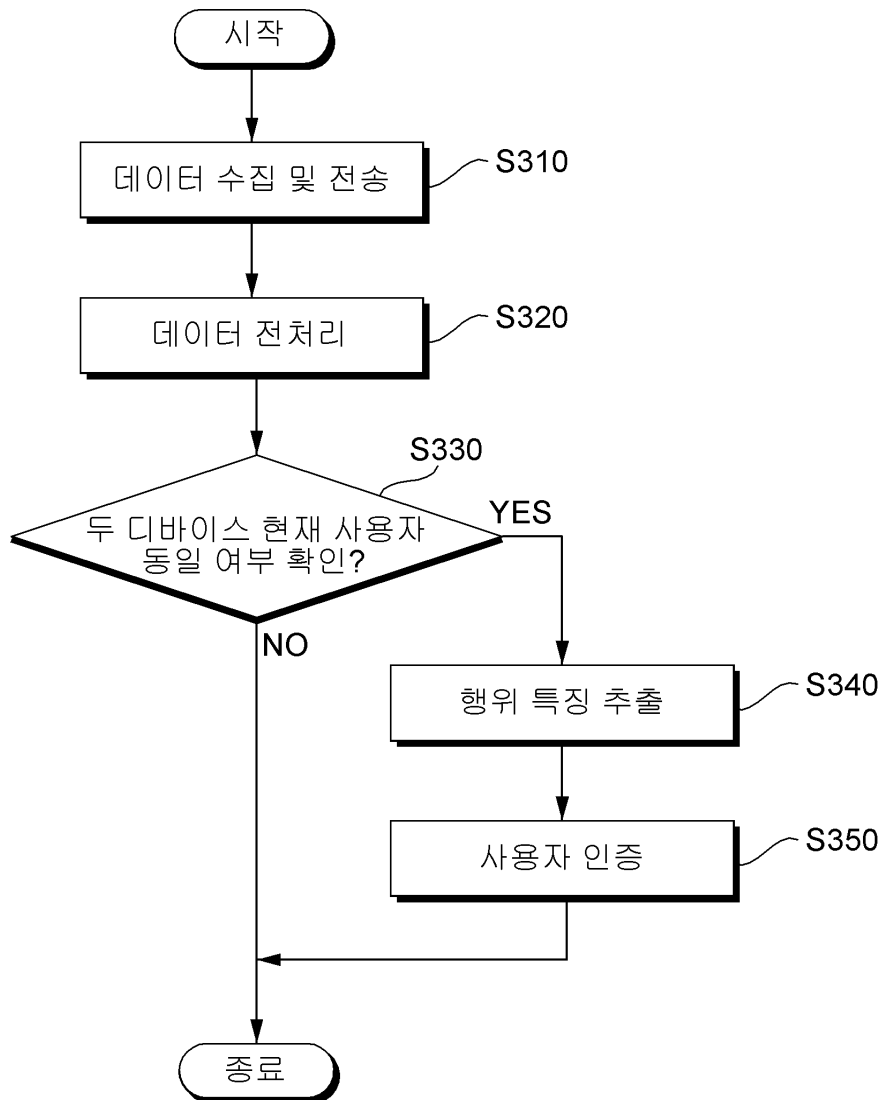 시작
데이터 수집 및 전송
S310
데이터 전처리
S320
S330
두 디바이스 현재 사용자
동일 여부 확인?
YES
NO
행위 특징 추출
S340
사용자 인증
S350
종료